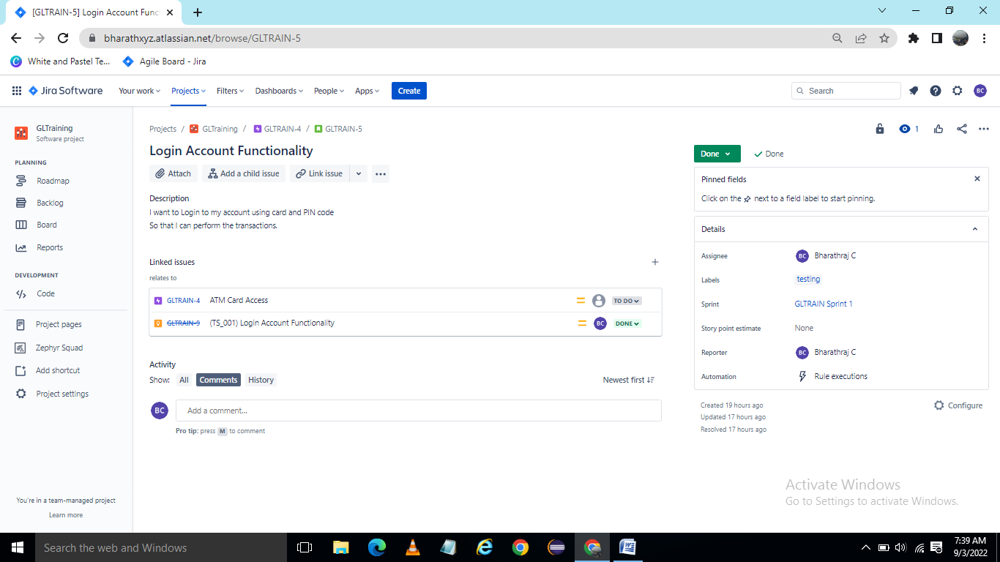 [GLTRAIN-5] Login Account Func
bharathxyz.atlassian.net/browse/GLTRAIN-5
White and Pastel Te...
Agile Board - Jira
Jira Software
Your work
Projects
Filters
Dashboards
People
Apps
Create
Search
BC
GLTraining
Software project
PLANNING
Roadmap
Backlog
Board
Reports
DEVELOPMENT
Code
Project pages
Zephyr Squad
Add shortcut
Project settings
You're in a team-managed project
Learn more
Projects / GLTraining / GLTRAIN-4 / GLTRAIN-5
1
Login Account Functionality
Attach
Add a child issue
Link issue
Description
I want to Login to my account using card and PIN code
So that I can perform the transactions.
Linked issues
relates to
GLTRAIN-4 ATM Card Access TO DO
GLTRAIN-9 (TS_001) Login Account Functionality BC DONE
Activity
Show: All Comments History Newest first
BC Add a comment...
Pro tip: press M to comment
Done
Done
Pinned fields
Click on the next to a field label to start pinning.
Details
Assignee BC Bharathraj C
Labels testing
Sprint GLTRAIN Sprint 1
Story point estimate None
Reporter BC Bharathraj C
Automation Rule executions
Created 19 hours ago
Updated 17 hours ago
Resolved 17 hours ago
Configure
Activate Windows
Go to Settings to activate Windows.
Search the web and Windows
7:39 AM
9/3/2022